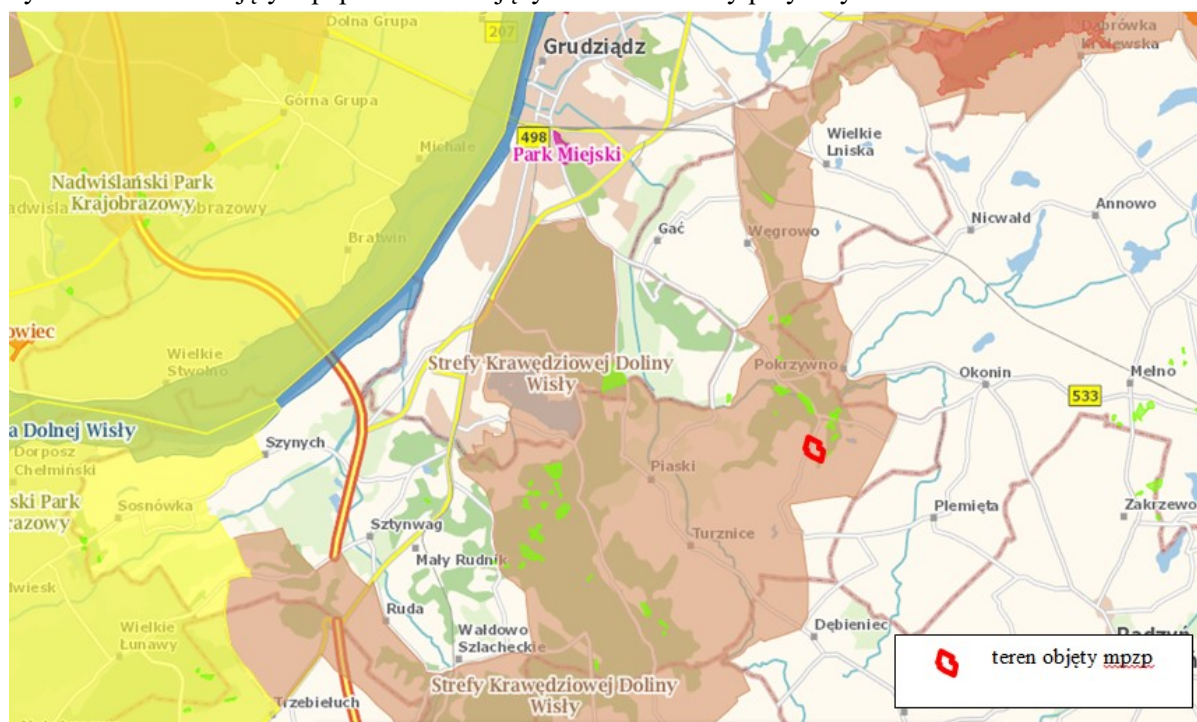 Dolna Grupa
207
Grudziądz
Dąbrówka
Królewska
Górna Grupa
498
Park Miejski
Michale
Wielkie
Lniska
Nadwiślański Park
Krajobrazowy
Bratwin
Gać
Węgrowo
Nicwałd
Annowo
owiec
Wielkie
Stwolno
Strefy Krawędziowej Doliny
Wisły
Pokrzywno
Okonin
Mełno
533
a Dolnej Wisły
Dorposz
Chełmiński
Szynych
Piaski
ski Park
razowy
Sosnówka
Sztynwag
Mały Rudnik
Turznice
Plemięta
Zakrzewo
Wielkie
Łunawy
Ruda
Wałdowo
Szlacheckie
Dębieniec
Strefy Krawędziowej Doliny
Wisły
teren objęty mpzp